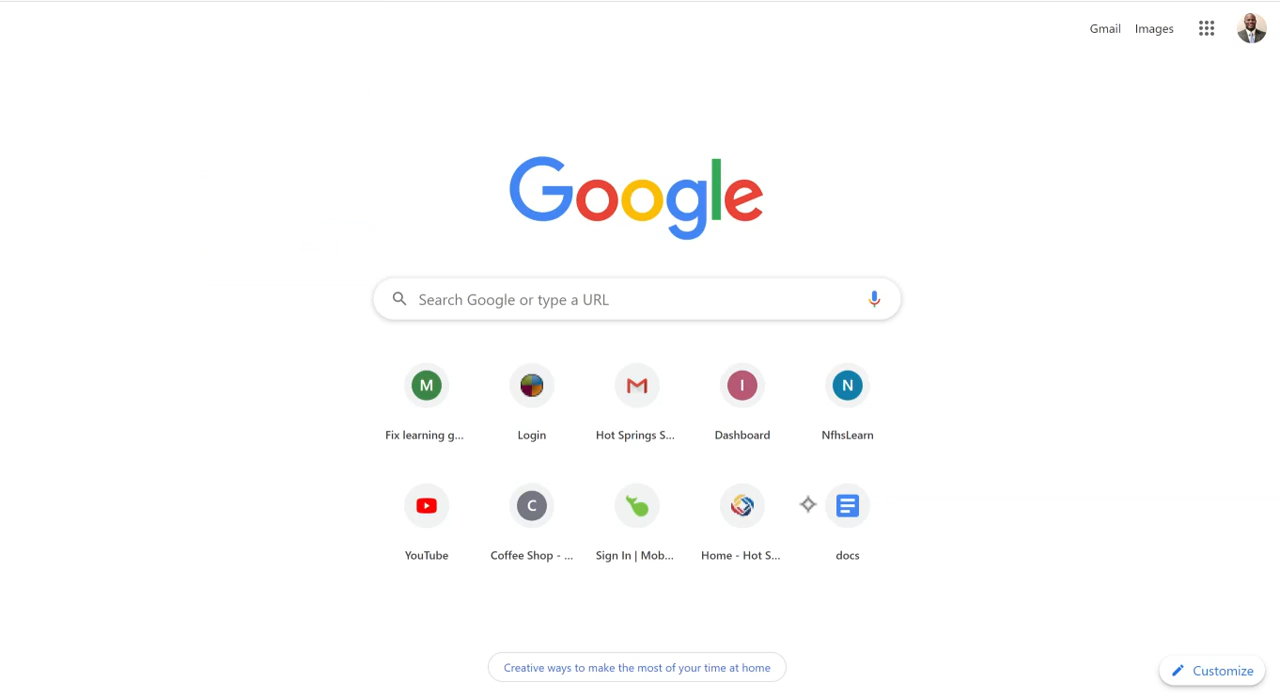 Gmail Images
Google
Search Google or type a URL
M
I
N
Fix learning g...
Login
Hot Springs S...
Dashboard
NfhsLearn
C
YouTube
Coffee Shop - ...
Sign In | Mob...
Home - Hot S...
docs
Creative ways to make the most of your time at home
Customize